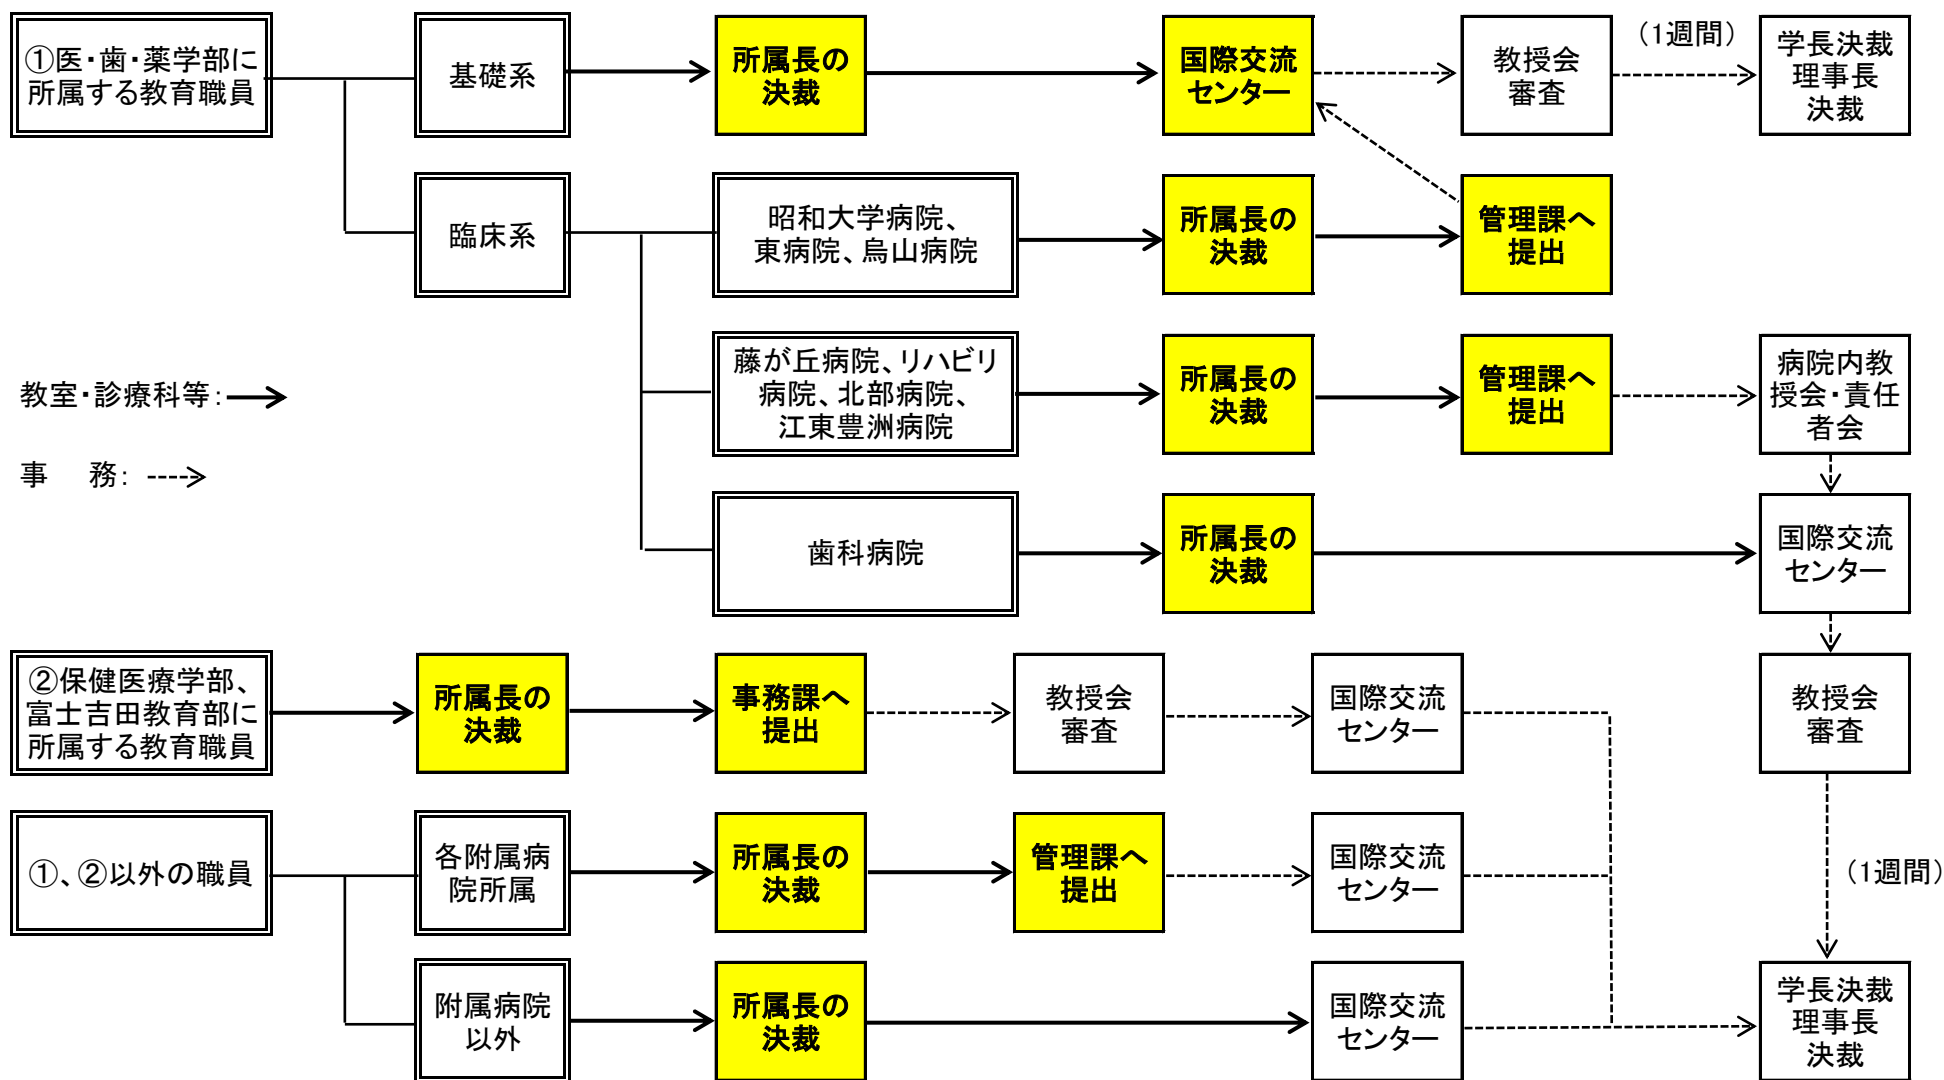 ①医・歯・薬学部に
所属する教育職員
基礎系
所属長の
決裁
国際交流
センター
教授会
審査
（1週間）
学長決裁
理事長
決裁
臨床系
昭和大学病院、
東病院、烏山病院
所属長の
決裁
管理課へ
提出
教室・診療科等：
事　務：
藤が丘病院、リハビリ
病院、北部病院、
江東豊洲病院
所属長の
決裁
管理課へ
提出
病院内教
授会・責任
者会
歯科病院
所属長の
決裁
国際交流
センター
②保健医療学部、
富士吉田教育部に
所属する教育職員
所属長の
決裁
事務課へ
提出
教授会
審査
国際交流
センター
教授会
審査
①、②以外の職員
各附属病
院所属
所属長の
決裁
管理課へ
提出
国際交流
センター
（1週間）
附属病院
以外
所属長の
決裁
国際交流
センター
学長決裁
理事長
決裁